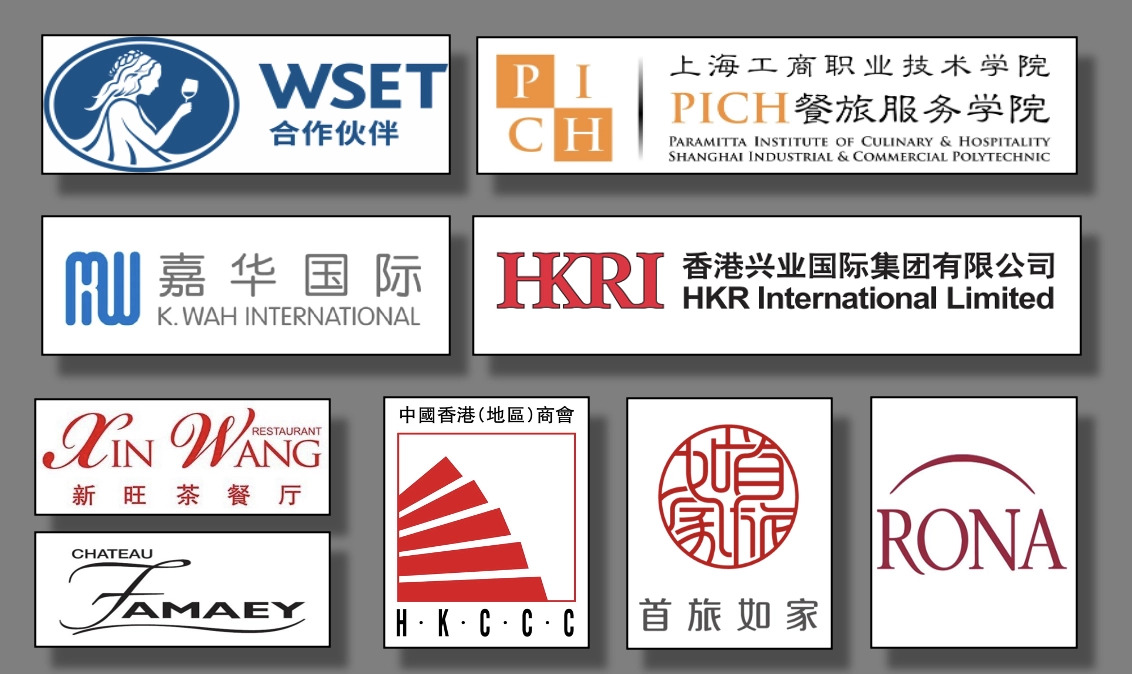 WSET
合作伙伴
P I
C H
上海工商职业技术学院
PICH餐旅服务学院
PARAMITTA INSTITUTE OF CULINARY & HOSPITALITY
SHANGHAI INDUSTRIAL & COMMERCIAL POLYTECHNIC
嘉华国际
K. WAH INTERNATIONAL
HKRI
香港兴业国际集团有限公司
HKR International Limited
XIN WANG
RESTAURANT
新旺茶餐厅
CHATEAU
FAMAEY
中國香港(地區)商會
H·K·C·C·C
如首
家旅
首旅如家
RONA